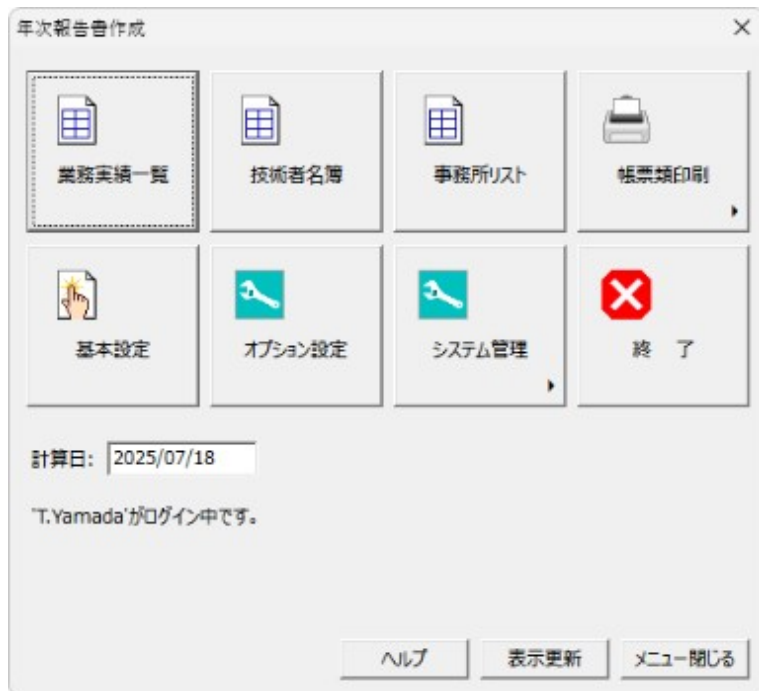 年次報告書作成
業務実績一覧
技術者名簿
事務所リスト
帳票類印刷
基本設定
オプション設定
システム管理
終 了
計算日: 2025/07/18
'T.Yamada'がログイン中です。
ヘルプ
表示更新
メニュー閉じる